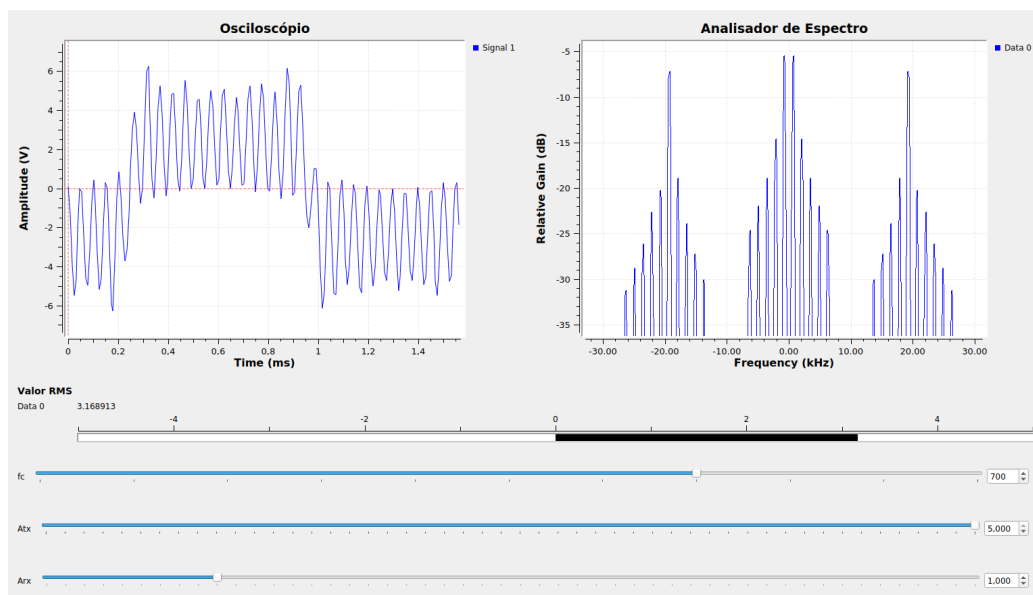 Osciloscópio
Signal 1
Amplitude (V)
6
4
2
0
-2
-4
-6
0 0,2 0,4 0,6 0,8 1 1,2 1,4
Time (ms)
Analisador de Espectro
Data 0
Relative Gain (dB)
-5
-10
-15
-20
-25
-30
-35
-30.00 -20.00 -10.00 0.00 10.00 20.00 30.00
Frequency (kHz)
Valor RMS
Data 0 3.168913
-4 -2 0 2 4
fc 700
Atx 5,000
Arx 1,000